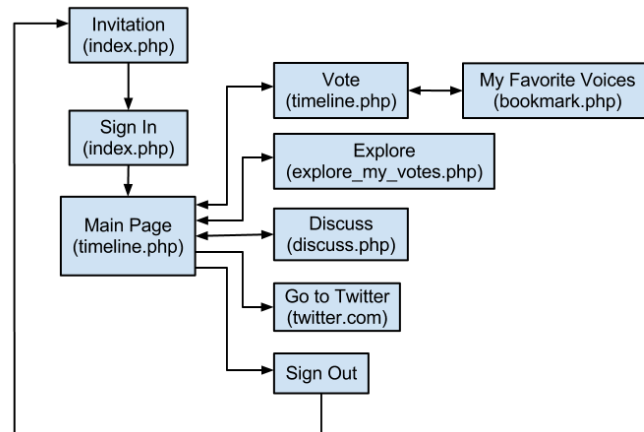 Invitation
(index.php)
Vote
(timeline.php)
My Favorite Voices
(bookmark.php)
Sign In
(index.php)
Explore
(explore_my_votes.php)
Main Page
(timeline.php)
Discuss
(discuss.php)
Go to Twitter
(twitter.com)
Sign Out